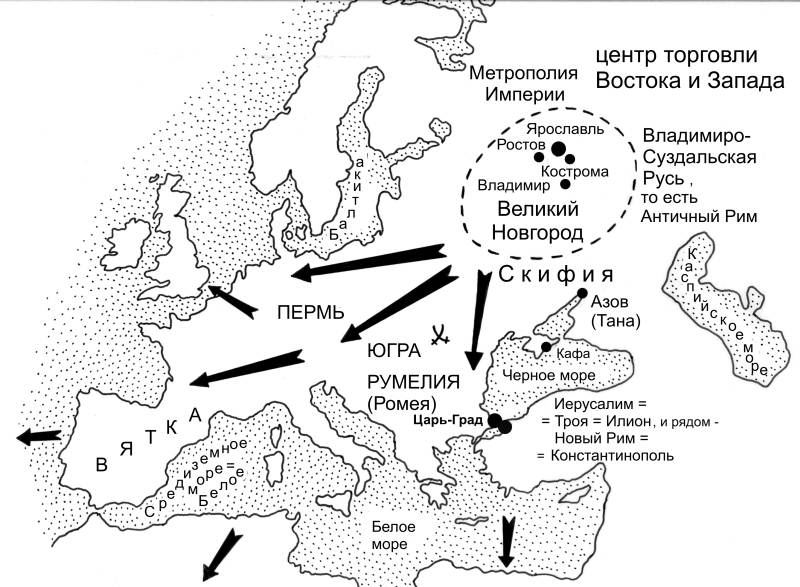 центр торговли
Востока и Запада
Метрополия
Империи
Ярославль
Ростов
Кострома
Владимир
Великий
Новгород
Владимиро-
Суздальская
Русь ,
то есть
Античный Рим
Балтика
Скифия
Азов
(Тана)
Каспийское море
ПЕРМЬ
ЮГРА
Кафа
Черное море
РУМЕЛИЯ
(Ромея)
Царь-Град
Иерусалим =
= Троя = Илион, и рядом -
Новый Рим =
= Константинополь
ВЯТКА
Средиземное
море =
Белое
Белое
море